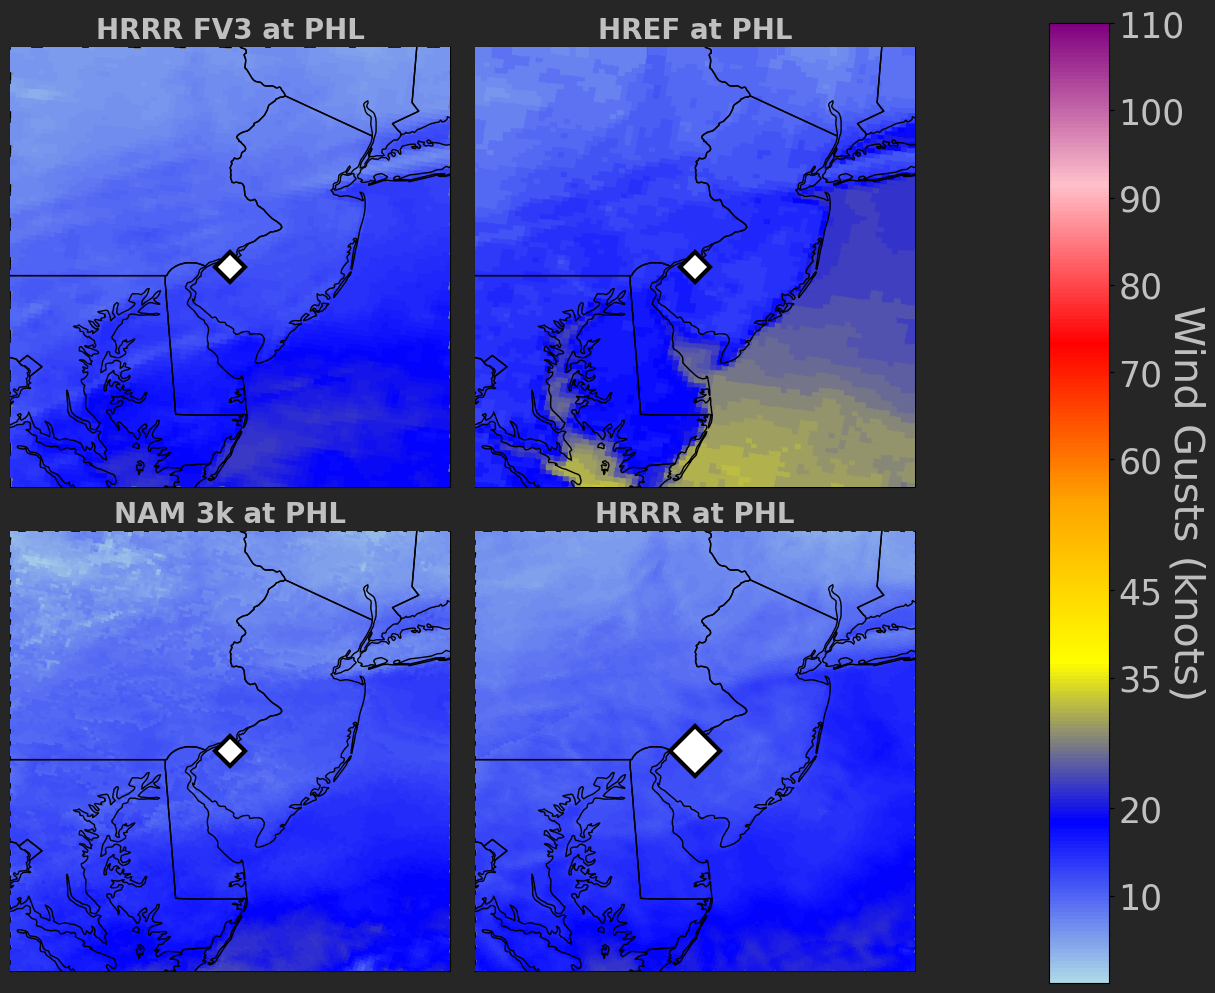 HRRR FV3 at PHL
HREF at PHL
NAM 3k at PHL
HRRR at PHL
110
100
90
80
70
60
45
35
20
10
Wind Gusts (knots)